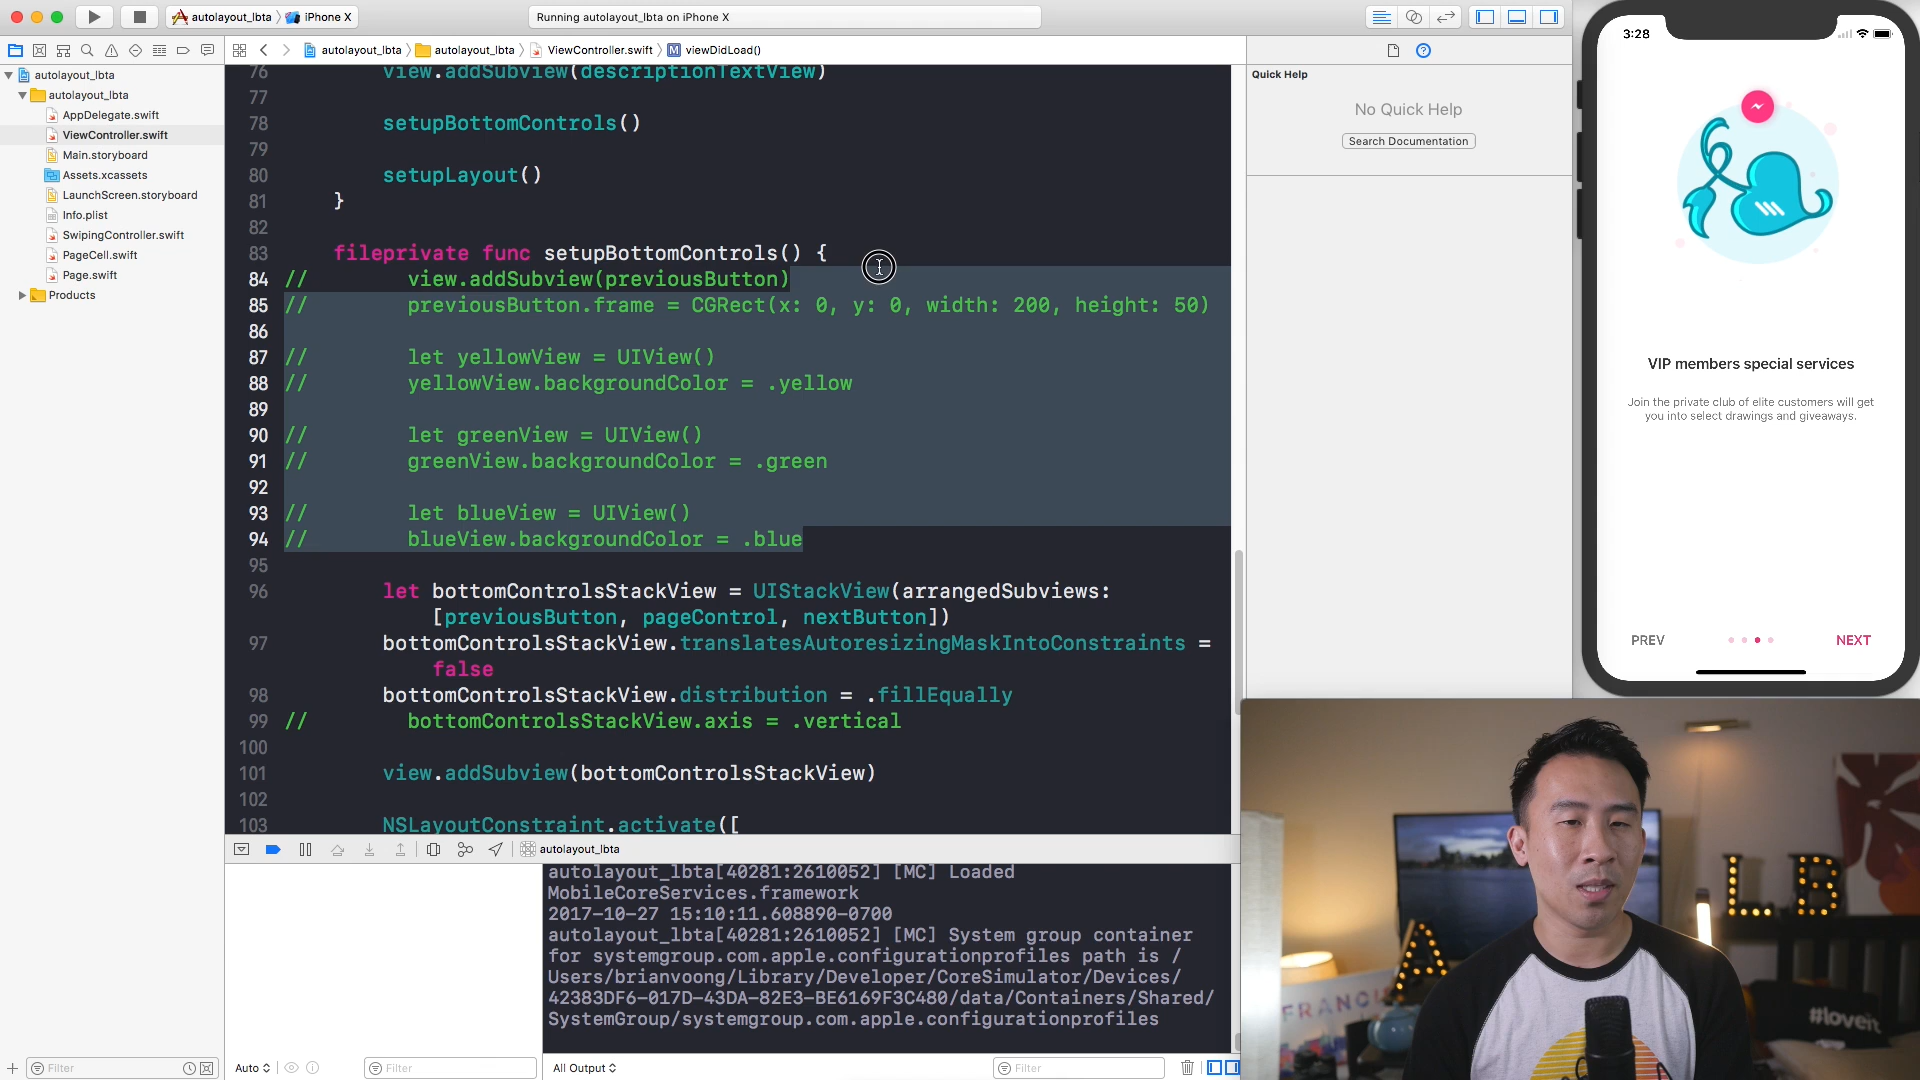 autolayout_lbta
iPhone X
Running autolayout_lbta on iPhone X
autolayout_lbta
autolayout_lbta
ViewController.swift
viewDidLoad()
autolayout_lbta
autolayout_lbta
AppDelegate.swift
ViewController.swift
Main.storyboard
Assets.xcassets
LaunchScreen.storyboard
Info.plist
SwipingController.swift
PageCell.swift
Page.swift
Products
76 view.addSubview(descriptionTextView)
77
78 setupBottomControls()
79
80 setupLayout()
81 }
82
83 fileprivate func setupBottomControls() {
84 // view.addSubview(previousButton)
85 // previousButton.frame = CGRect(x: 0, y: 0, width: 200, height: 50)
86
87 // let yellowView = UIView()
88 // yellowView.backgroundColor = .yellow
89
90 // let greenView = UIView()
91 // greenView.backgroundColor = .green
92
93 // let blueView = UIView()
94 // blueView.backgroundColor = .blue
95
96 let bottomControlsStackView = UIStackView(arrangedSubviews:
[previousButton, pageControl, nextButton])
97 bottomControlsStackView.translatesAutoresizingMaskIntoConstraints =
false
98 bottomControlsStackView.distribution = .fillEqually
99 // bottomControlsStackView.axis = .vertical
100
101 view.addSubview(bottomControlsStackView)
102
103 NSLayoutConstraint.activate([
autolayout_lbta
autolayout_lbta[40281:2610052] [MC] Loaded
MobileCoreServices.framework
2017-10-27 15:10:11.608890-0700
autolayout_lbta[40281:2610052] [MC] System group container
for systemgroup.com.apple.configurationprofiles path is /
Users/brianvoong/Library/Developer/CoreSimulator/Devices/
42383DF6-017D-43DA-82E3-BE6169F3C480/data/Containers/Shared/
SystemGroup/systemgroup.com.apple.configurationprofiles
Filter
Auto
Filter
All Output
Filter
Quick Help
No Quick Help
Search Documentation
3:28
VIP members special services
Join the private club of elite customers will get
you into select drawings and giveaways.
PREV
NEXT
LB
A
#loveit